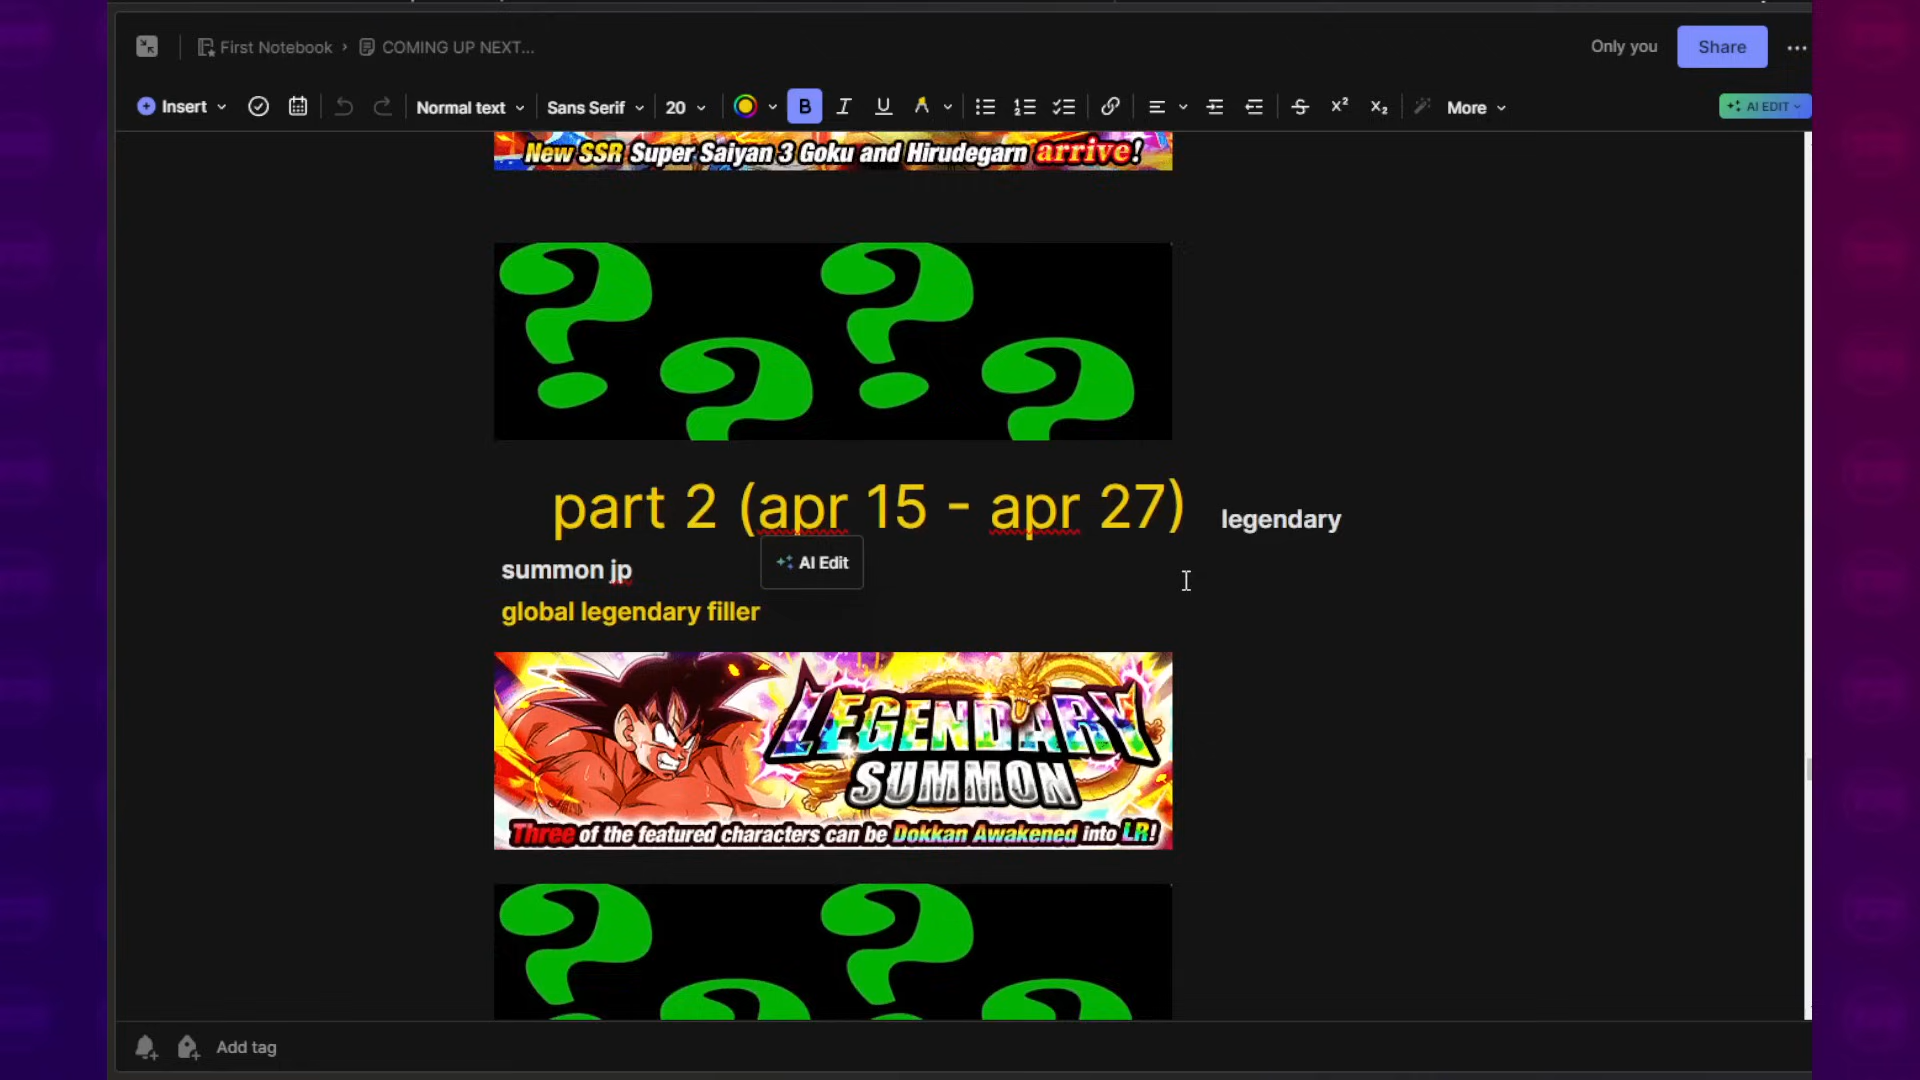 First Notebook › COMING UP NEXT... Only you Share
Insert Normal text Sans Serif 20 B I U A x² x₂ More AI EDIT
New SSR Super Saiyan 3 Goku and Hirudegarn arrive!
? ? ? ?
part 2 (apr 15 - apr 27) legendary
AI Edit
summon jp
global legendary filler
LEGENDARY
SUMMON
Three of the featured characters can be Dokkan Awakened into LR!
? ? ? ?
Add tag